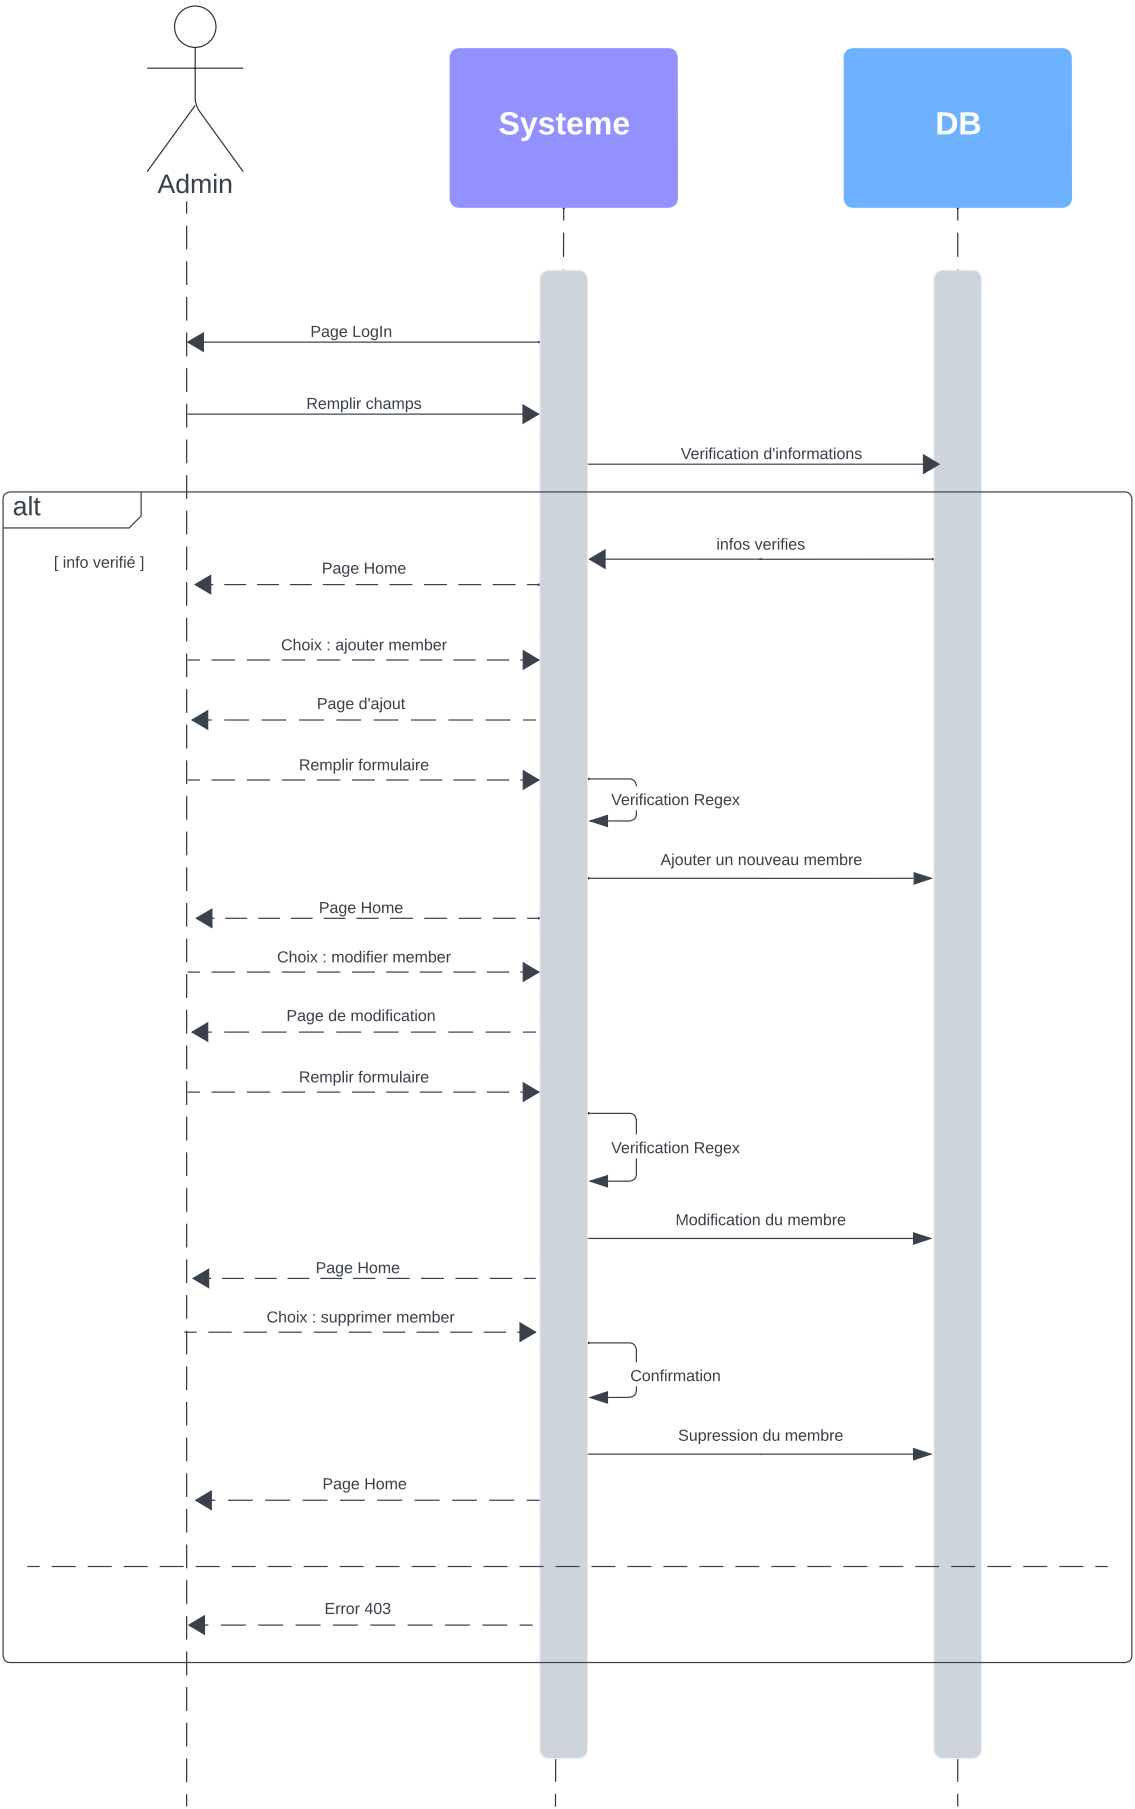 Admin
Systeme
DB
Page LogIn
Remplir champs
Verification d'informations
alt
infos verifies
[ info verifié ]
Page Home
Choix : ajouter member
Page d'ajout
Remplir formulaire
Verification Regex
Ajouter un nouveau membre
Page Home
Choix : modifier member
Page de modification
Remplir formulaire
Verification Regex
Modification du membre
Page Home
Choix : supprimer member
Confirmation
Supression du membre
Page Home
Error 403